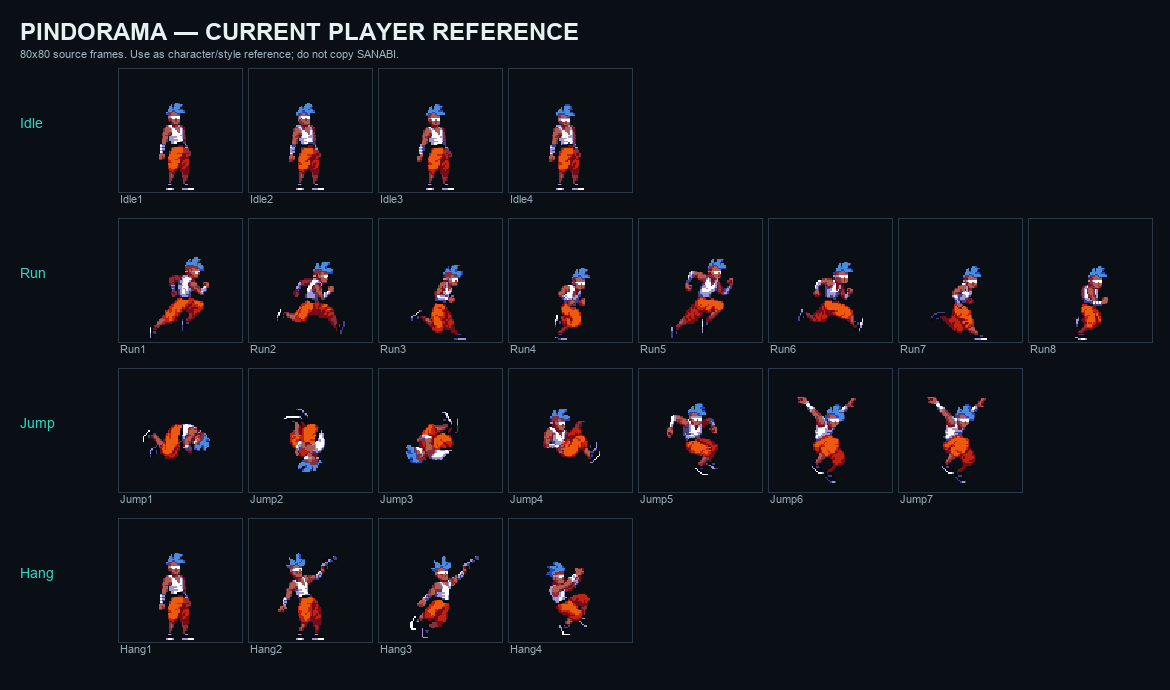 PINDORAMA — CURRENT PLAYER REFERENCE
80x80 source frames. Use as character/style reference; do not copy SANABI.
Idle
Idle1 Idle2 Idle3 Idle4
Run
Run1 Run2 Run3 Run4 Run5 Run6 Run7 Run8
Jump
Jump1 Jump2 Jump3 Jump4 Jump5 Jump6 Jump7
Hang
Hang1 Hang2 Hang3 Hang4